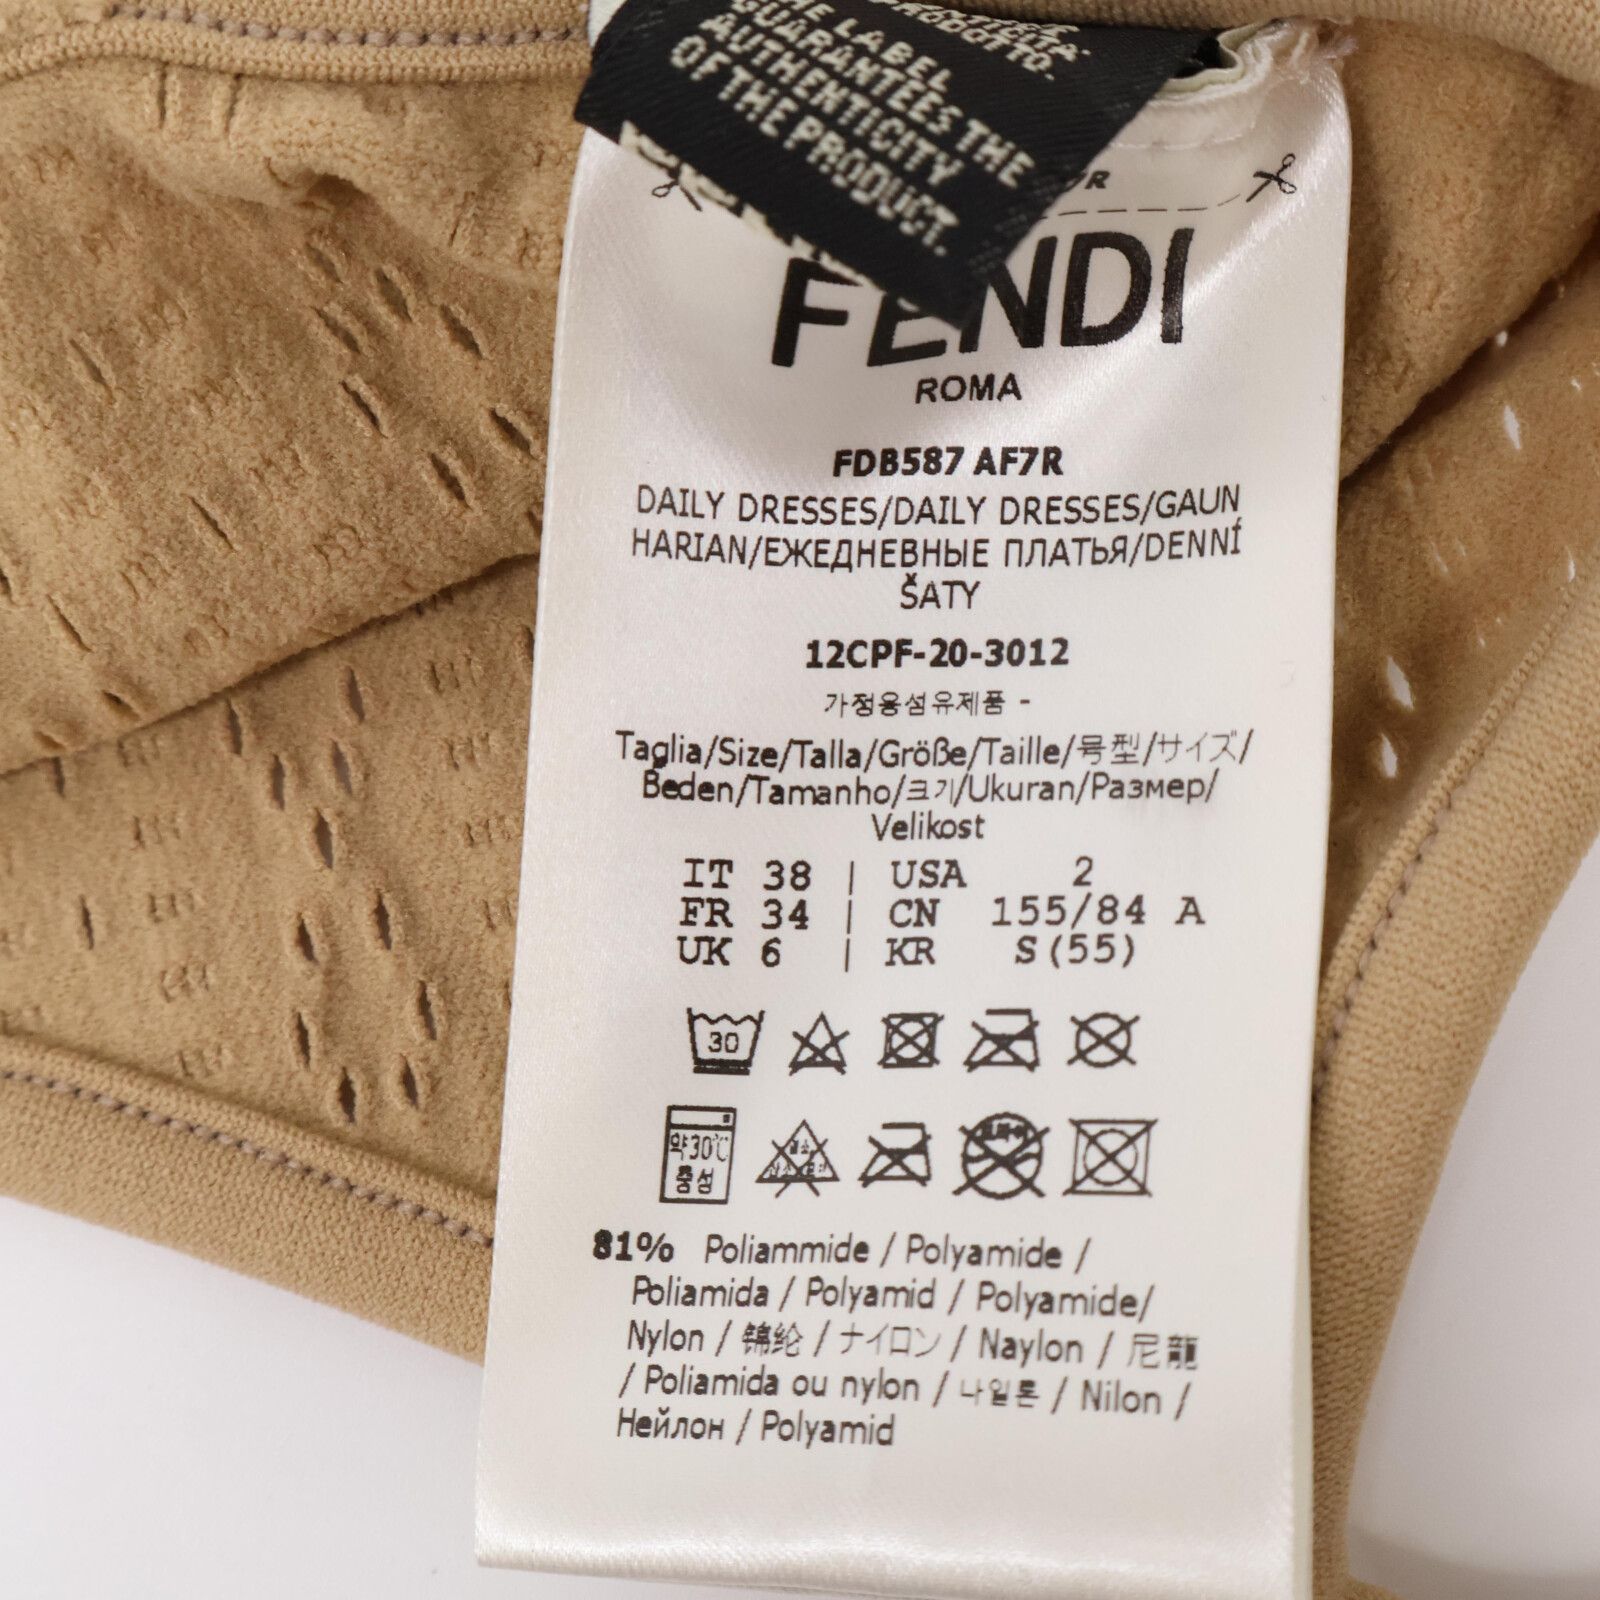 PRODOTTO.
THE LABEL
GUARANTEES THE
AUTHENTICITY
OF THE PRODUCT.
FENDI
ROMA
FDB587 AF7R
DAILY DRESSES/DAILY DRESSES/GAUN
HARIAN/ЕЖЕДНЕВНЫЕ ПЛАТЬЯ/DENNÍ
ŠATY
12CPF-20-3012
가정용섬유제품 -
Taglia/Size/Talla/Größe/Taille/号型/サイズ/
Beden/Tamanho/크기/Ukuran/Размер/
Velikost
IT 38 | USA 2
FR 34 | CN 155/84 A
UK 6 | KR S(55)
30
약30℃
중성
81% Poliammide / Polyamide /
Poliamida / Polyamid / Polyamide/
Nylon / 锦纶 / ナイロン / Naylon / 尼龍
/ Poliamida ou nylon / 나일론 / Nilon /
Нейлон / Polyamid